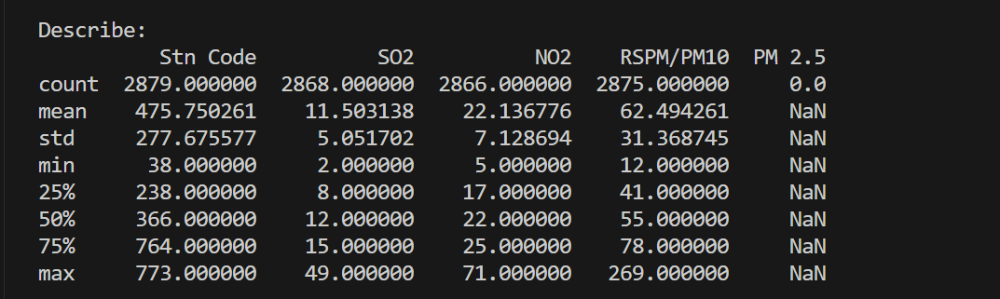 Describe:
Stn Code SO2 NO2 RSPM/PM10 PM 2.5
count 2879.000000 2868.000000 2866.000000 2875.000000 0.0
mean 475.750261 11.503138 22.136776 62.494261 NaN
std 277.675577 5.051702 7.128694 31.368745 NaN
min 38.000000 2.000000 5.000000 12.000000 NaN
25% 238.000000 8.000000 17.000000 41.000000 NaN
50% 366.000000 12.000000 22.000000 55.000000 NaN
75% 764.000000 15.000000 25.000000 78.000000 NaN
max 773.000000 49.000000 71.000000 269.000000 NaN